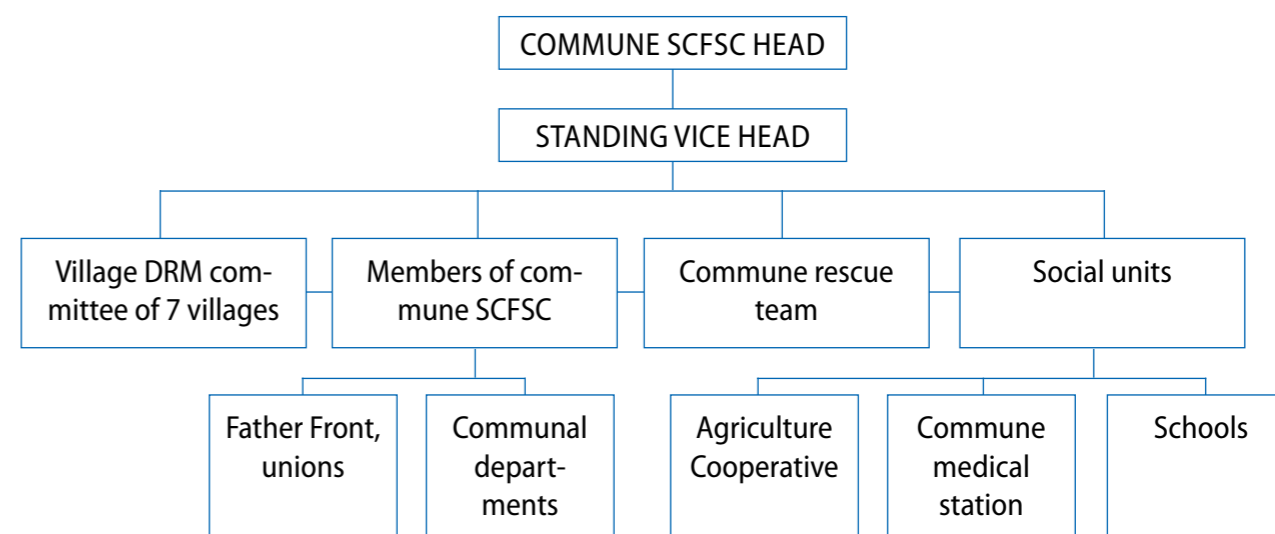 COMMUNE SCFSC HEAD
STANDING VICE HEAD
Village DRM com-
mittee of 7 villages
Members of com-
mune SCFSC
Commune rescue
team
Social units
Father Front,
unions
Communal
depart-
ments
Agriculture
Cooperative
Commune
medical
station
Schools